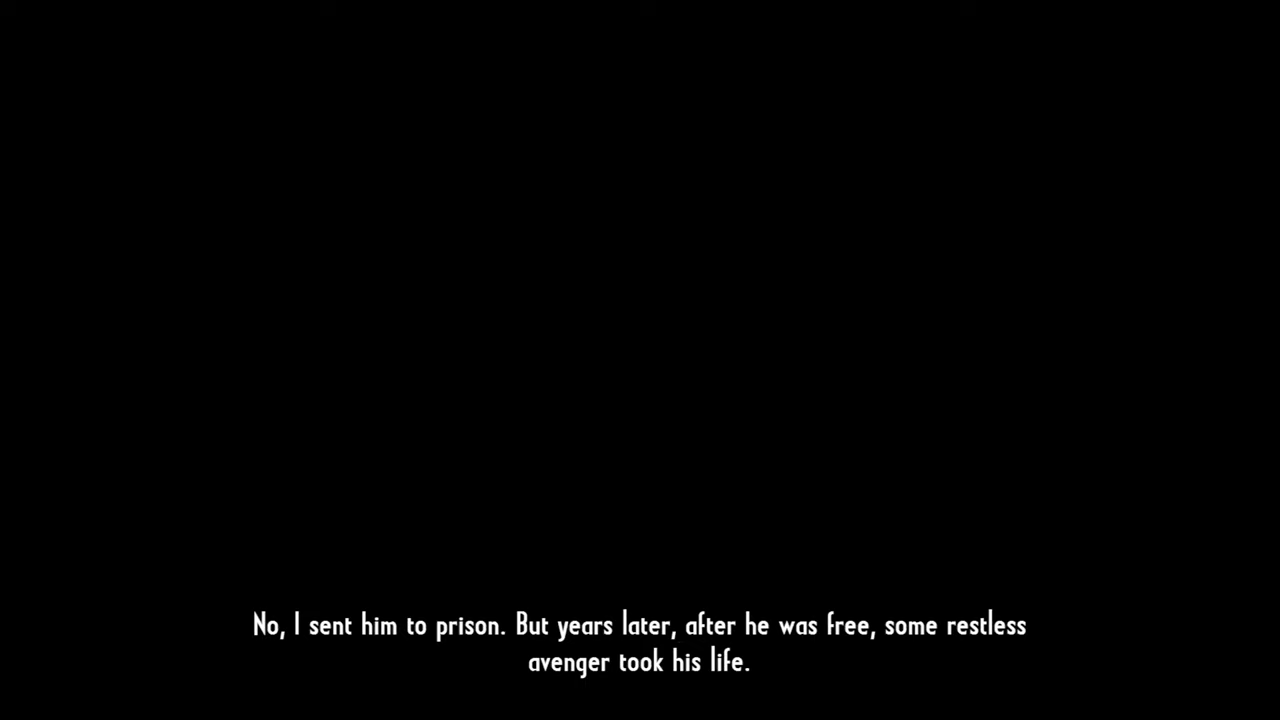 No, I sent him to prison. But years later, after he was free, some restless
avenger took his life.